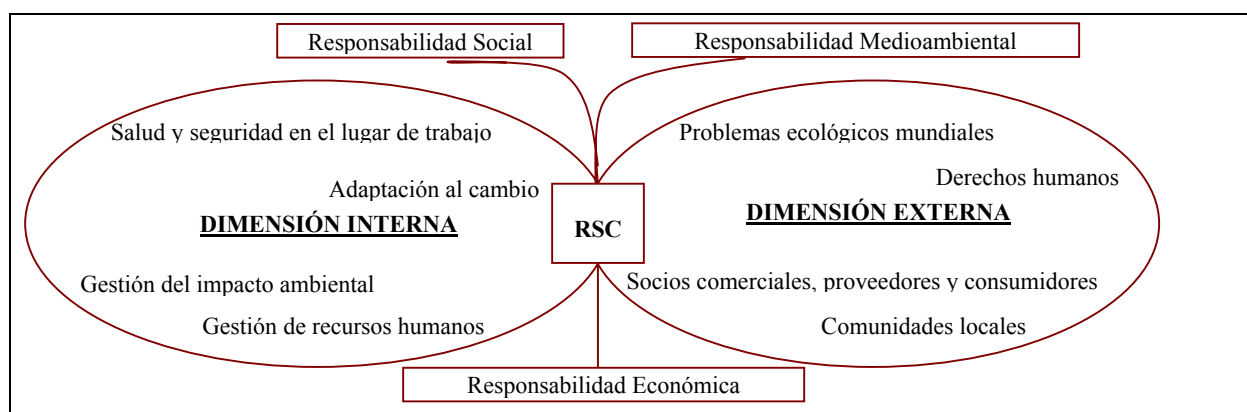 Responsabilidad Social
Responsabilidad Medioambiental
Salud y seguridad en el lugar de trabajo
Problemas ecológicos mundiales
Adaptación al cambio
Derechos humanos
DIMENSIÓN INTERNA
RSC
DIMENSIÓN EXTERNA
Gestión del impacto ambiental
Socios comerciales, proveedores y consumidores
Gestión de recursos humanos
Comunidades locales
Responsabilidad Económica